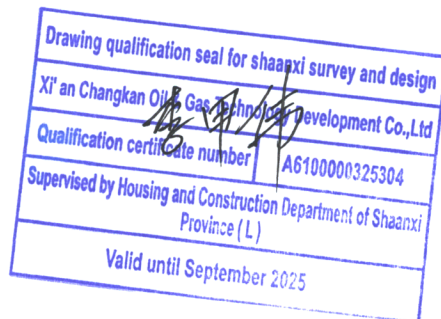 Drawing qualification seal for shaanxi survey and design
Xi' an Changkan Oil & Gas Technology Development Co.,Ltd
Qualification certificate number A6100000325304
Supervised by Housing and Construction Department of Shaanxi
Province ( L )
Valid until September 2025